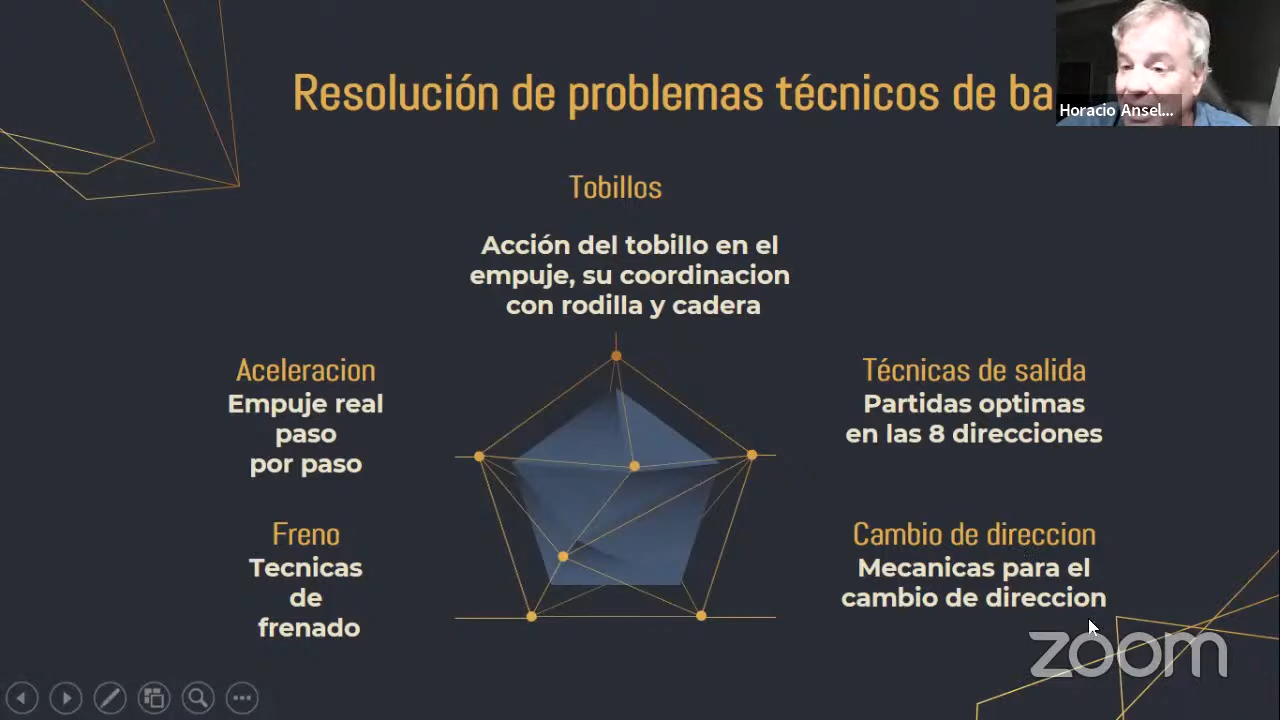 Resolución de problemas técnicos de ba
Horacio Ansel...
Tobillos
Acción del tobillo en el
empuje, su coordinacion
con rodilla y cadera
Aceleracion
Empuje real
paso
por paso
Técnicas de salida
Partidas optimas
en las 8 direcciones
Freno
Tecnicas
de
frenado
Cambio de direccion
Mecanicas para el
cambio de direccion
zoom